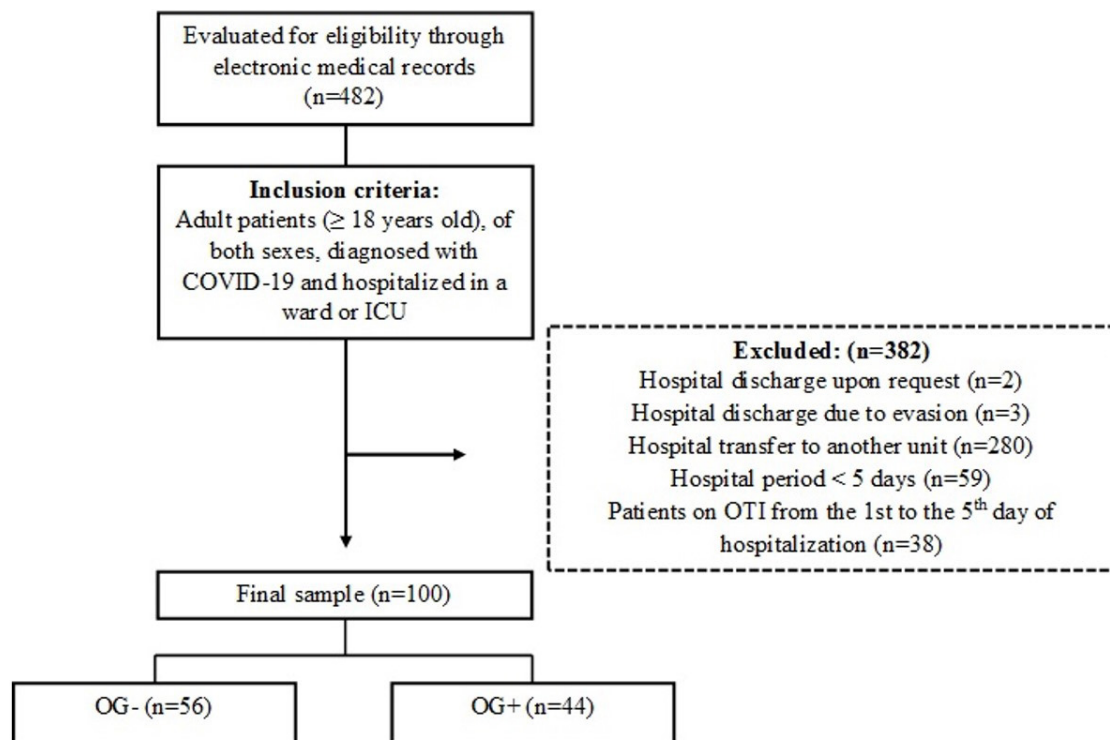 Evaluated for eligibility through
electronic medical records
(n=482)
Inclusion criteria:
Adult patients (≥ 18 years old), of
both sexes, diagnosed with
COVID-19 and hospitalized in a
ward or ICU
Excluded: (n=382)
Hospital discharge upon request (n=2)
Hospital discharge due to evasion (n=3)
Hospital transfer to another unit (n=280)
Hospital period < 5 days (n=59)
Patients on OTI from the 1st to the 5th day of
hospitalization (n=38)
Final sample (n=100)
OG- (n=56)
OG+ (n=44)